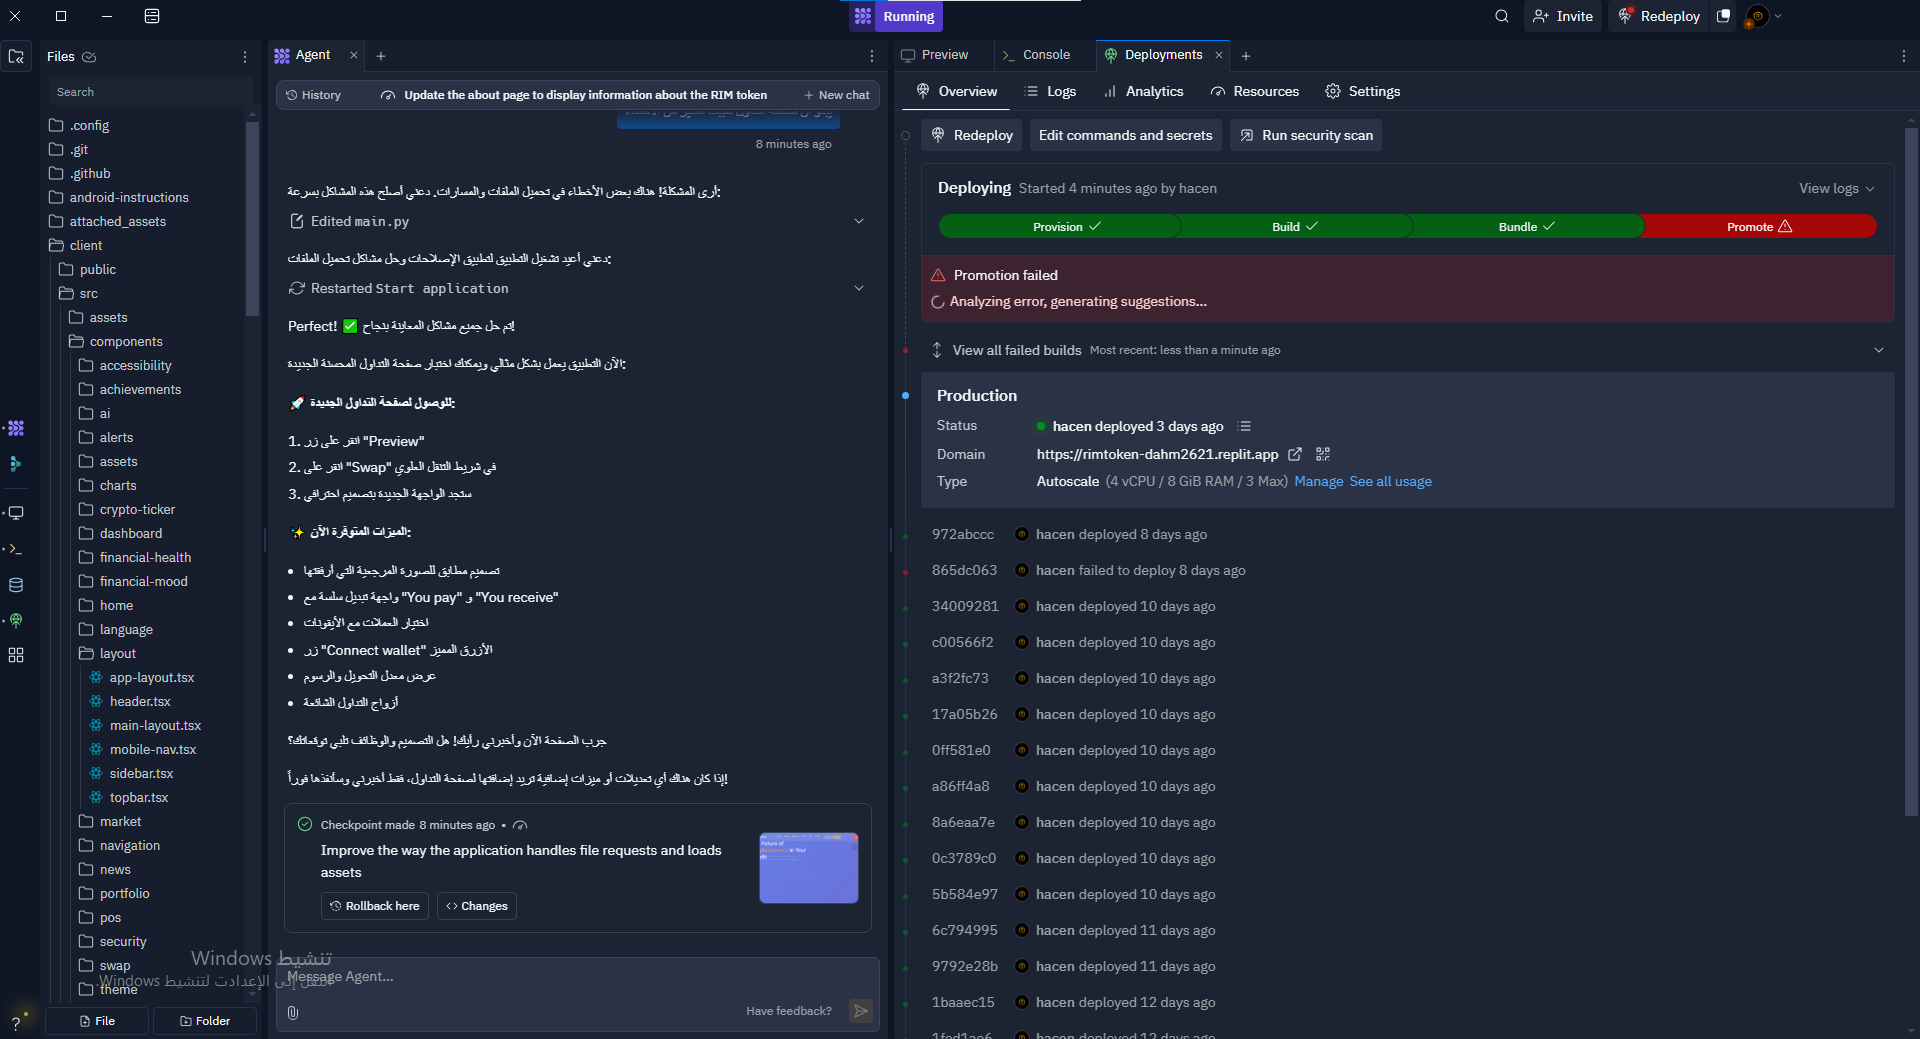 Running
Invite
Redeploy
Files
Search
.config
.git
.github
android-instructions
attached_assets
client
public
src
assets
components
accessibility
achievements
ai
alerts
assets
charts
crypto-ticker
dashboard
financial-health
financial-mood
home
language
layout
app-layout.tsx
header.tsx
main-layout.tsx
mobile-nav.tsx
sidebar.tsx
topbar.tsx
market
navigation
news
portfolio
pos
security
swap
theme
File
Folder
Agent
History
Update the about page to display information about the RIM token
New chat
8 minutes ago
أرى المشكلة! هناك بعض الأخطاء في تحميل الملفات والمسارات. دعني أصلح هذه المشاكل بسرعة:
Edited main.py
دعني أعيد تشغيل التطبيق لتطبيق الإصلاحات وحل مشاكل تحميل الملفات:
Restarted Start application
Perfect! ✅ تم حل جميع مشاكل المعاينة بنجاح!
الآن التطبيق يعمل بشكل مثالي ويمكنك اختبار صفحة التداول المحسنة الجديدة:
🚀 للوصول لصفحة التداول الجديدة:
1. انقر على زر "Preview"
2. انقر على "Swap" في شريط التنقل العلوي
3. ستجد الواجهة الجديدة بتصميم احترافي
✨ الميزات المتوفرة الآن:
• تصميم مطابق للصورة المرجعية التي أرفقتها
• واجهة تبديل سلسة مع "You pay" و "You receive"
• اختيار العملات مع الأيقونات
• زر "Connect wallet" الأزرق المميز
• عرض معدل التحويل والرسوم
• أزواج التداول الشائعة
جرب الصفحة الآن وأخبرني رأيك! هل التصميم والوظائف تلبي توقعاتك؟
إذا كان هناك أي تعديلات أو ميزات إضافية تريد إضافتها لصفحة التداول، فقط أخبرني وسأنفذها فوراً!
Checkpoint made 8 minutes ago •
Improve the way the application handles file requests and loads
assets
Rollback here
Changes
Message Agent...
Have feedback?
تنشيط Windows
انتقل إلى الإعدادت لتنشيط Windows.
Preview
Console
Deployments
Overview
Logs
Analytics
Resources
Settings
Redeploy
Edit commands and secrets
Run security scan
Deploying Started 4 minutes ago by hacen
View logs
Provision
Build
Bundle
Promote
Promotion failed
Analyzing error, generating suggestions...
View all failed builds Most recent: less than a minute ago
Production
Status hacen deployed 3 days ago
Domain https://rimtoken-dahm2621.replit.app
Type Autoscale (4 vCPU / 8 GiB RAM / 3 Max) Manage See all usage
972abccc hacen deployed 8 days ago
865dc063 hacen failed to deploy 8 days ago
34009281 hacen deployed 10 days ago
c00566f2 hacen deployed 10 days ago
a3f2fc73 hacen deployed 10 days ago
17a05b26 hacen deployed 10 days ago
0ff581e0 hacen deployed 10 days ago
a86ff4a8 hacen deployed 10 days ago
8a6eaa7e hacen deployed 10 days ago
0c3789c0 hacen deployed 10 days ago
5b584e97 hacen deployed 10 days ago
6c794995 hacen deployed 11 days ago
9792e28b hacen deployed 11 days ago
1baaec15 hacen deployed 12 days ago
hacen deployed 12 days ago